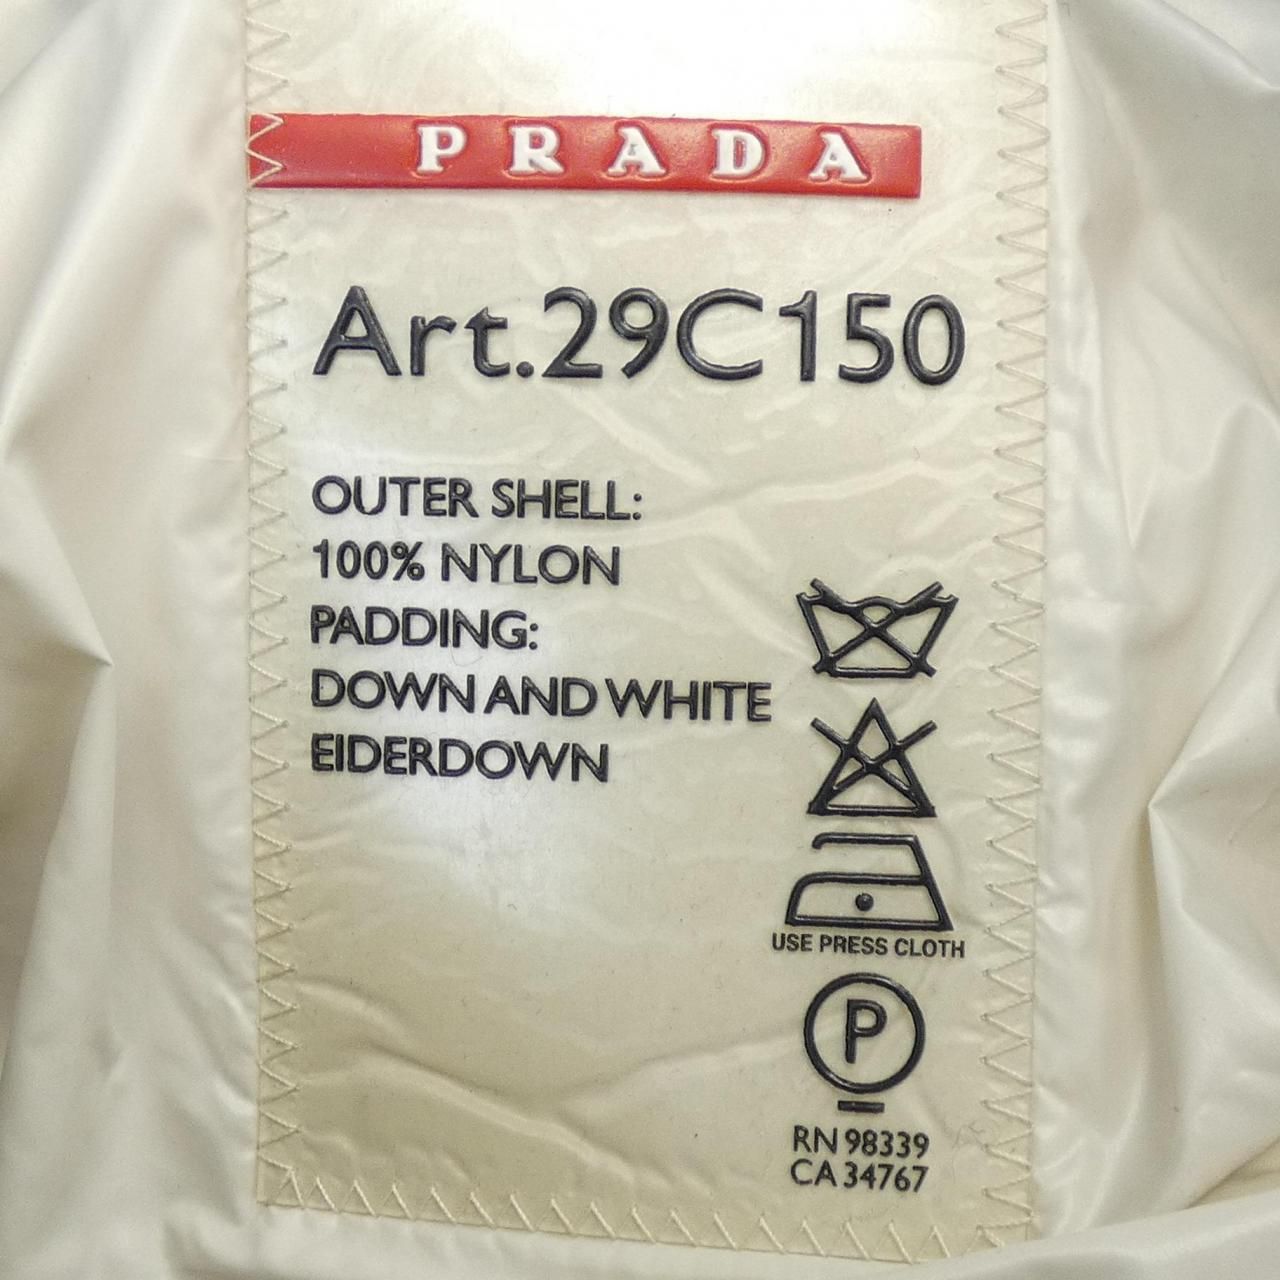 PRADA
Art.29C150
OUTER SHELL:
100% NYLON
PADDING:
DOWN AND WHITE
EIDERDOWN
USE PRESS CLOTH
P
RN 98339
CA 34767